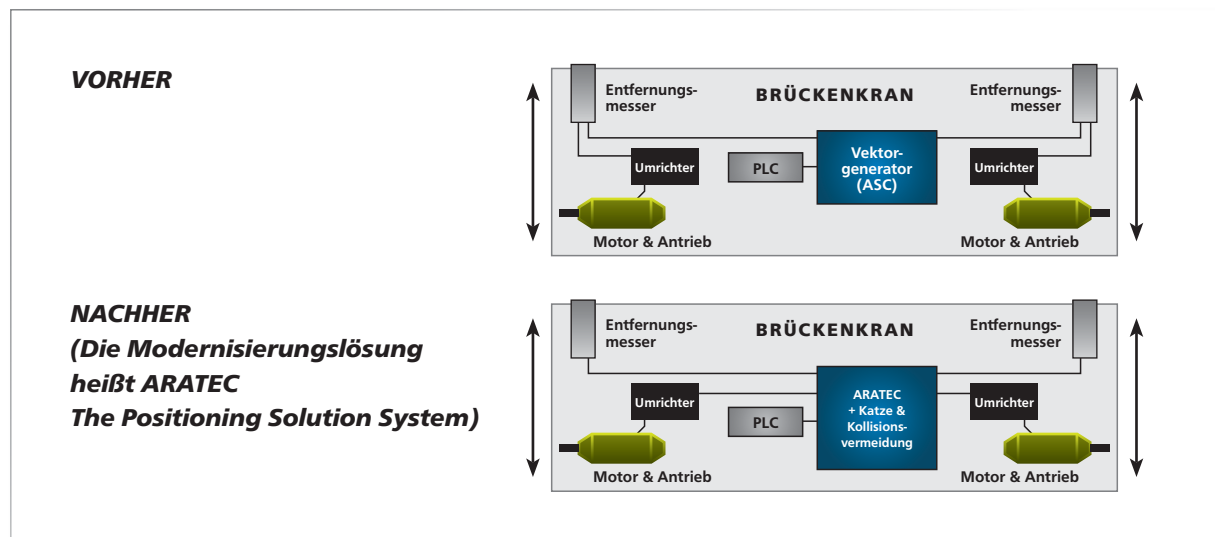 VORHER
Entfernungs-
messer
BRÜCKENKRAN
Entfernungs-
messer
Umrichter
PLC
Vektor-
generator
(ASC)
Umrichter
Motor & Antrieb
Motor & Antrieb
NACHHER
(Die Modernisierungslösung
heißt ARATEC
The Positioning Solution System)
Entfernungs-
messer
BRÜCKENKRAN
Entfernungs-
messer
Umrichter
PLC
ARATEC
+ Katze &
Kollisions-
vermeidung
Umrichter
Motor & Antrieb
Motor & Antrieb